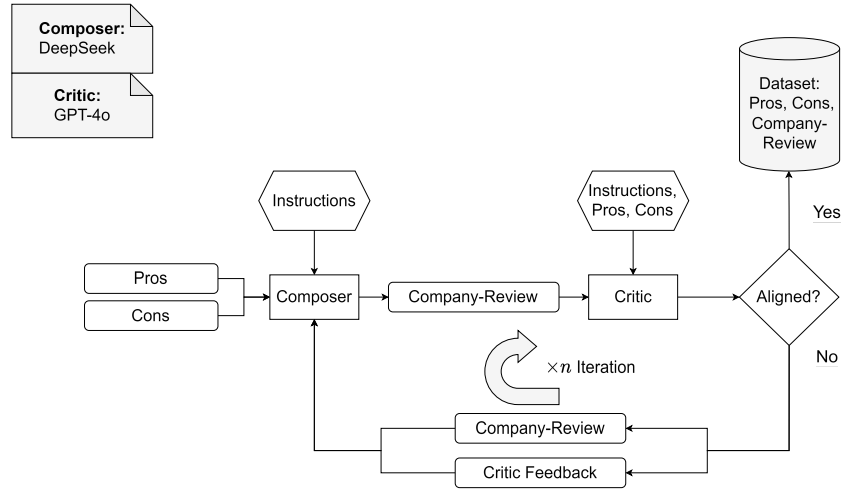 Composer:
DeepSeek
Critic:
GPT-4o
Dataset:
Pros, Cons,
Company-
Review
Instructions
Instructions,
Pros, Cons
Yes
Pros
Cons
Composer
Company-Review
Critic
Aligned?
No
×n Iteration
Company-Review
Critic Feedback